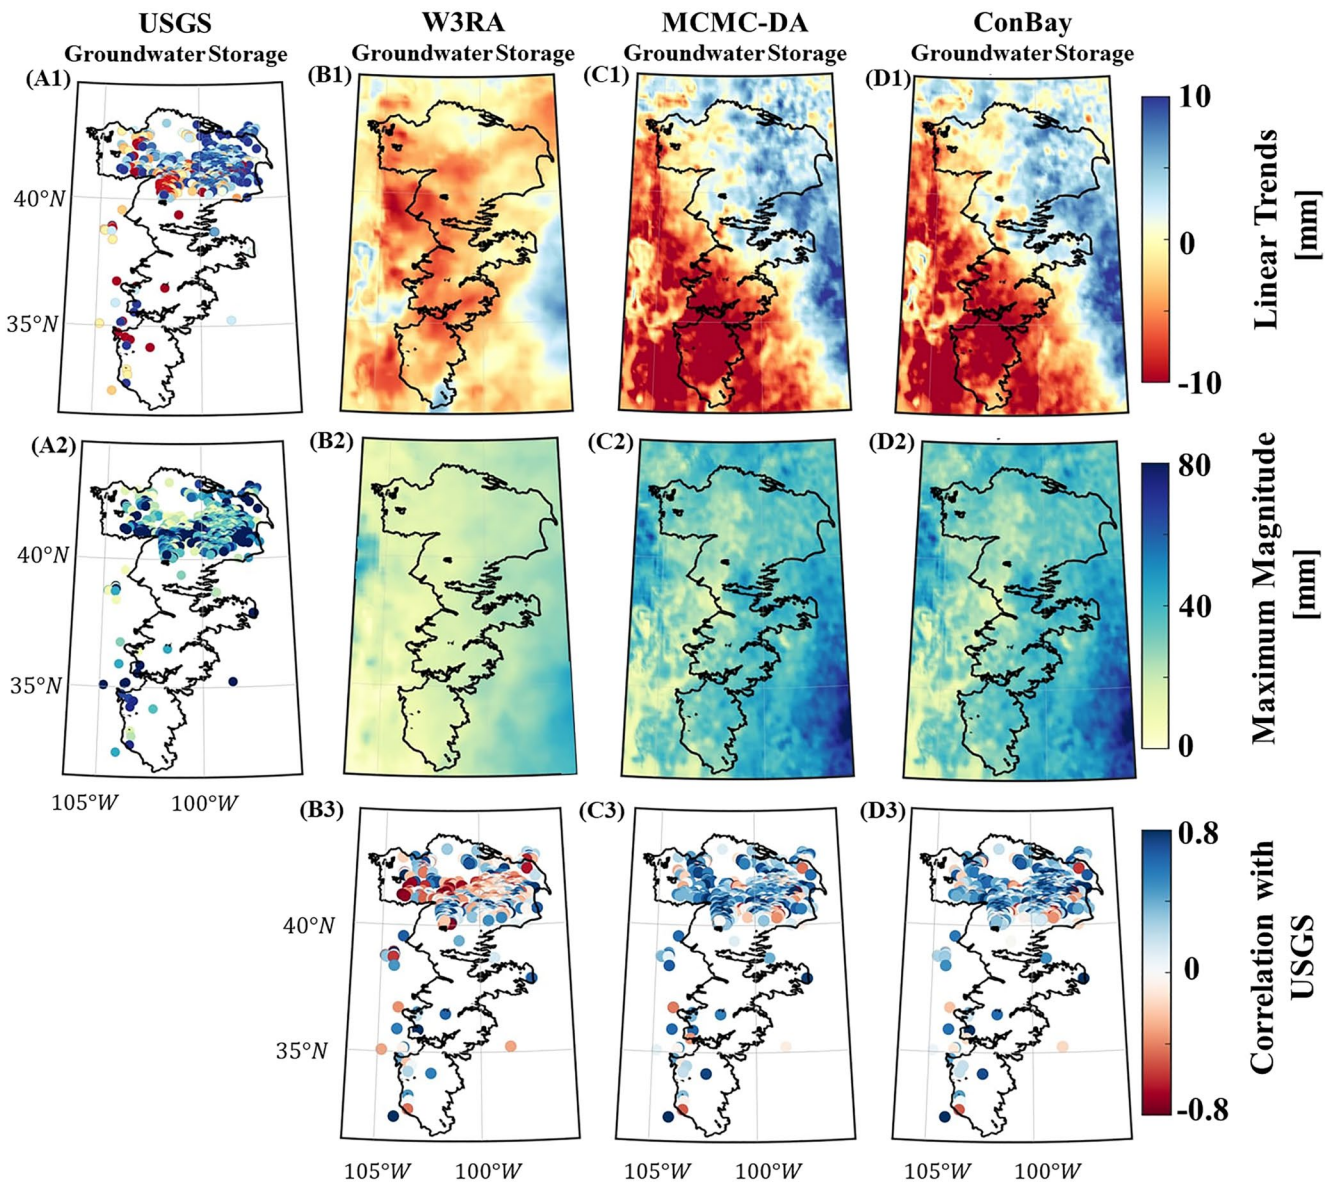 USGS
Groundwater Storage
W3RA
Groundwater Storage
MCMC-DA
Groundwater Storage
ConBay
Groundwater Storage
(A1)
(B1)
(C1)
(D1)
40°N
35°N
10
0
-10
Linear Trends
[mm]
(A2)
(B2)
(C2)
(D2)
40°N
35°N
105°W
100°W
80
40
0
Maximum Magnitude
[mm]
(B3)
(C3)
(D3)
40°N
35°N
105°W
100°W
105°W
100°W
105°W
100°W
0.8
0
-0.8
Correlation with
USGS